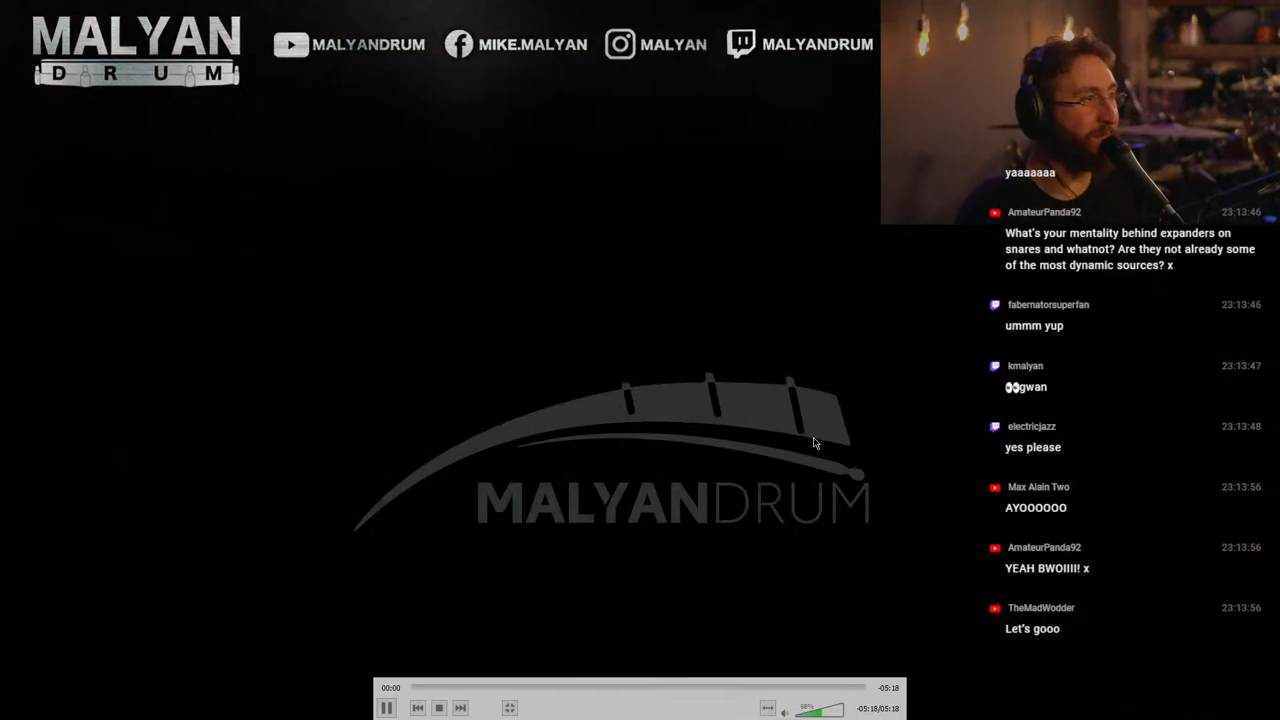 MALYAN
DRUM
MALYANDRUM
MIKE.MALYAN
MALYAN
MALYANDRUM
yaaaaaaa
AmateurPanda92 23:13:46
What's your mentality behind expanders on
snares and whatnot? Are they not already some
of the most dynamic sources? x
fabernatorsuperfan 23:13:46
ummm yup
kmalyan 23:13:47
👀gwan
electricjazz 23:13:48
yes please
Max Alain Two 23:13:56
AYOOOOOO
AmateurPanda92 23:13:56
YEAH BWOIIII! x
TheMadWodder 23:13:56
Let's gooo
MALYANDRUM
00:00 -05:18
68% -05:18/05:18